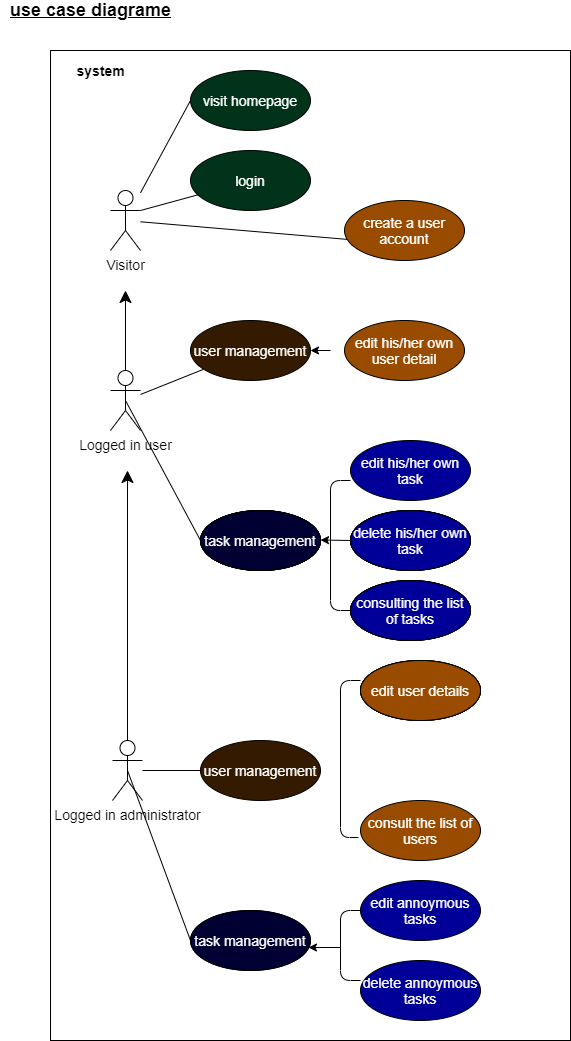 use case diagrame
system
visit homepage
login
create a user
account
Visitor
user management
edit his/her own
user detail
Logged in user
edit his/her own
task
task management
delete his/her own
task
consulting the list
of tasks
edit user details
user management
Logged in administrator
consult the list of
users
edit annoymous
tasks
task management
delete annoymous
tasks